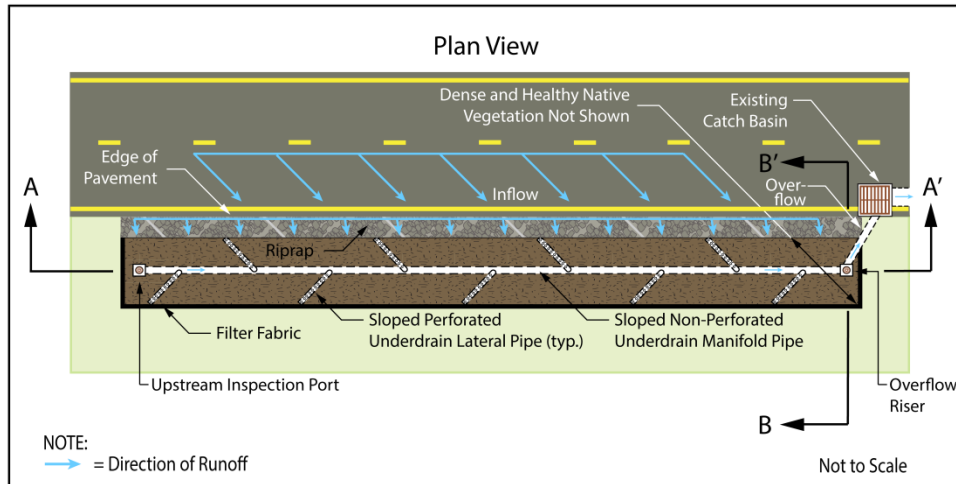 Plan View
Dense and Healthy Native
Vegetation Not Shown
Existing
Catch Basin
Edge of
Pavement
B'
A
Inflow
Over-
flow
A'
Riprap
Filter Fabric
Sloped Perforated
Underdrain Lateral Pipe (typ.)
Sloped Non-Perforated
Underdrain Manifold Pipe
Upstream Inspection Port
Overflow
Riser
B
NOTE:
= Direction of Runoff
Not to Scale